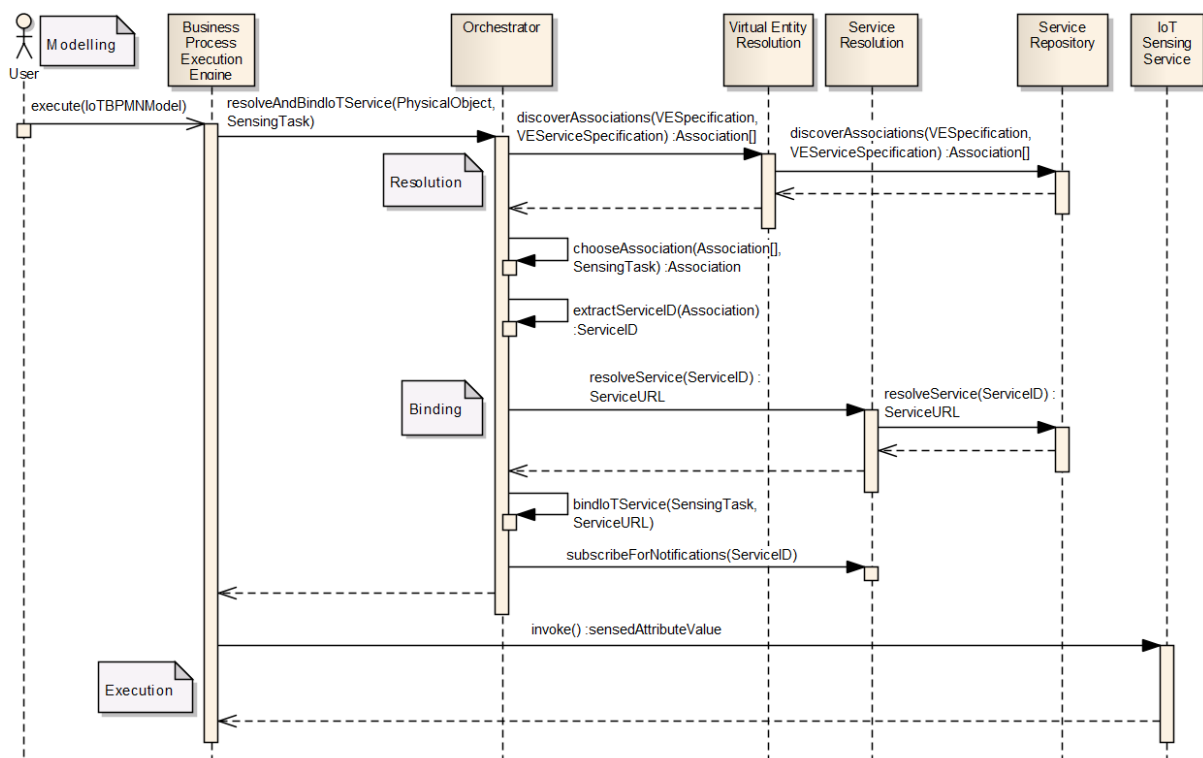 Modelling
User
Business
Process
Execution
Engine
Orchestrator
Virtual Entity
Resolution
Service
Resolution
Service
Repository
IoT
Sensing
Service
execute(IoTBPMNModel)
resolveAndBindIoTService(PhysicalObject,
SensingTask)
discoverAssociations(VESpecification,
VEServiceSpecification) :Association[]
discoverAssociations(VESpecification,
VEServiceSpecification) :Association[]
Resolution
chooseAssociation(Association[],
SensingTask) :Association
extractServiceID(Association)
:ServiceID
Binding
resolveService(ServiceID) :
ServiceURL
resolveService(ServiceID) :
ServiceURL
bindIoTService(SensingTask,
ServiceURL)
subscribeForNotifications(ServiceID)
invoke() :sensedAttributeValue
Execution